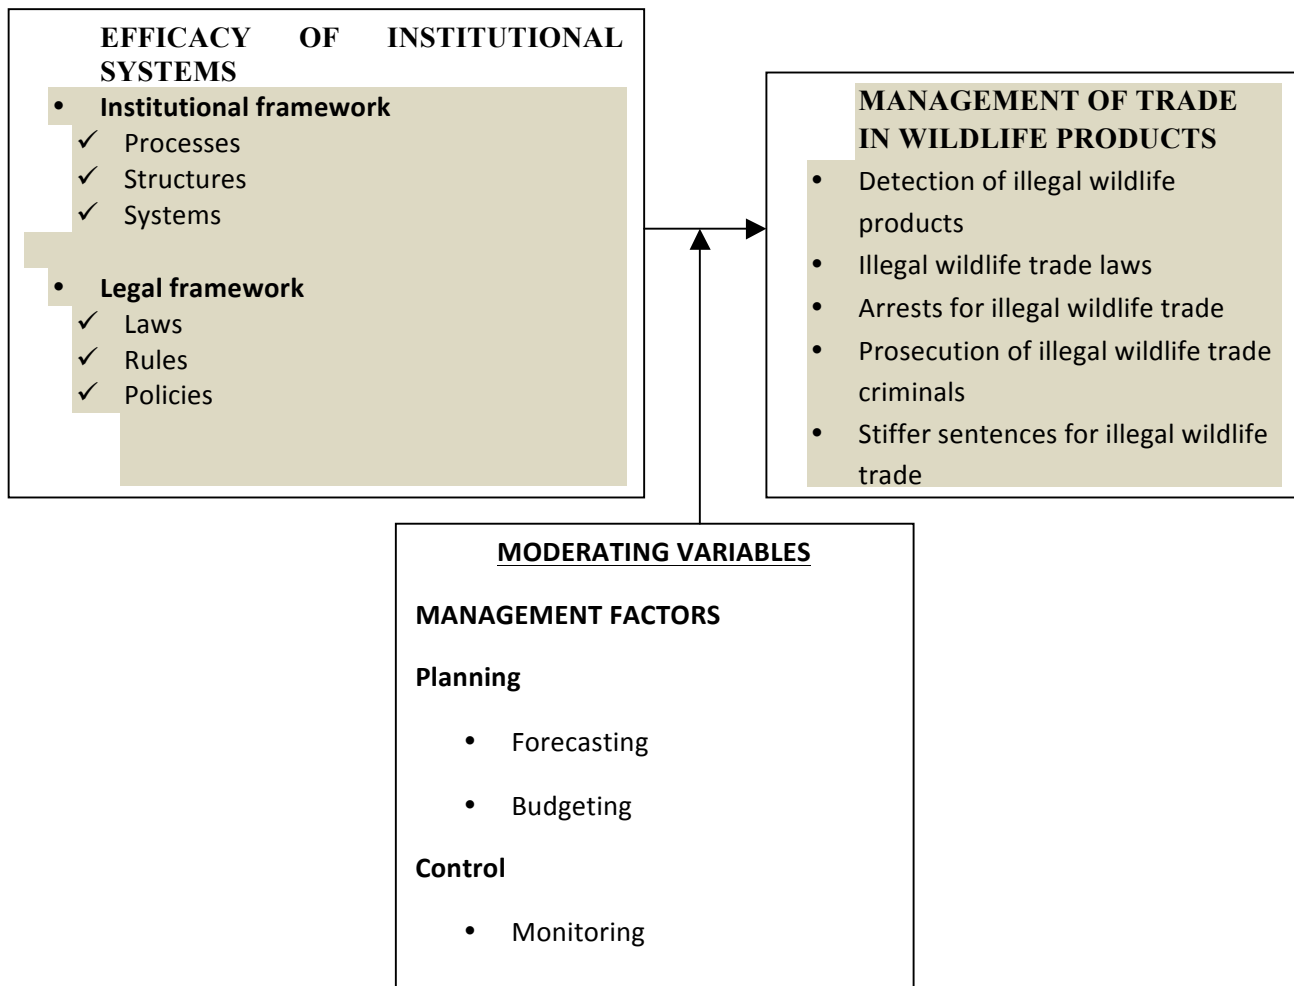 EFFICACY OF INSTITUTIONAL
SYSTEMS
• Institutional framework
✓ Processes
✓ Structures
✓ Systems
• Legal framework
✓ Laws
✓ Rules
✓ Policies
MANAGEMENT OF TRADE
IN WILDLIFE PRODUCTS
• Detection of illegal wildlife
products
• Illegal wildlife trade laws
• Arrests for illegal wildlife trade
• Prosecution of illegal wildlife trade
criminals
• Stiffer sentences for illegal wildlife
trade
MODERATING VARIABLES
MANAGEMENT FACTORS
Planning
• Forecasting
• Budgeting
Control
• Monitoring